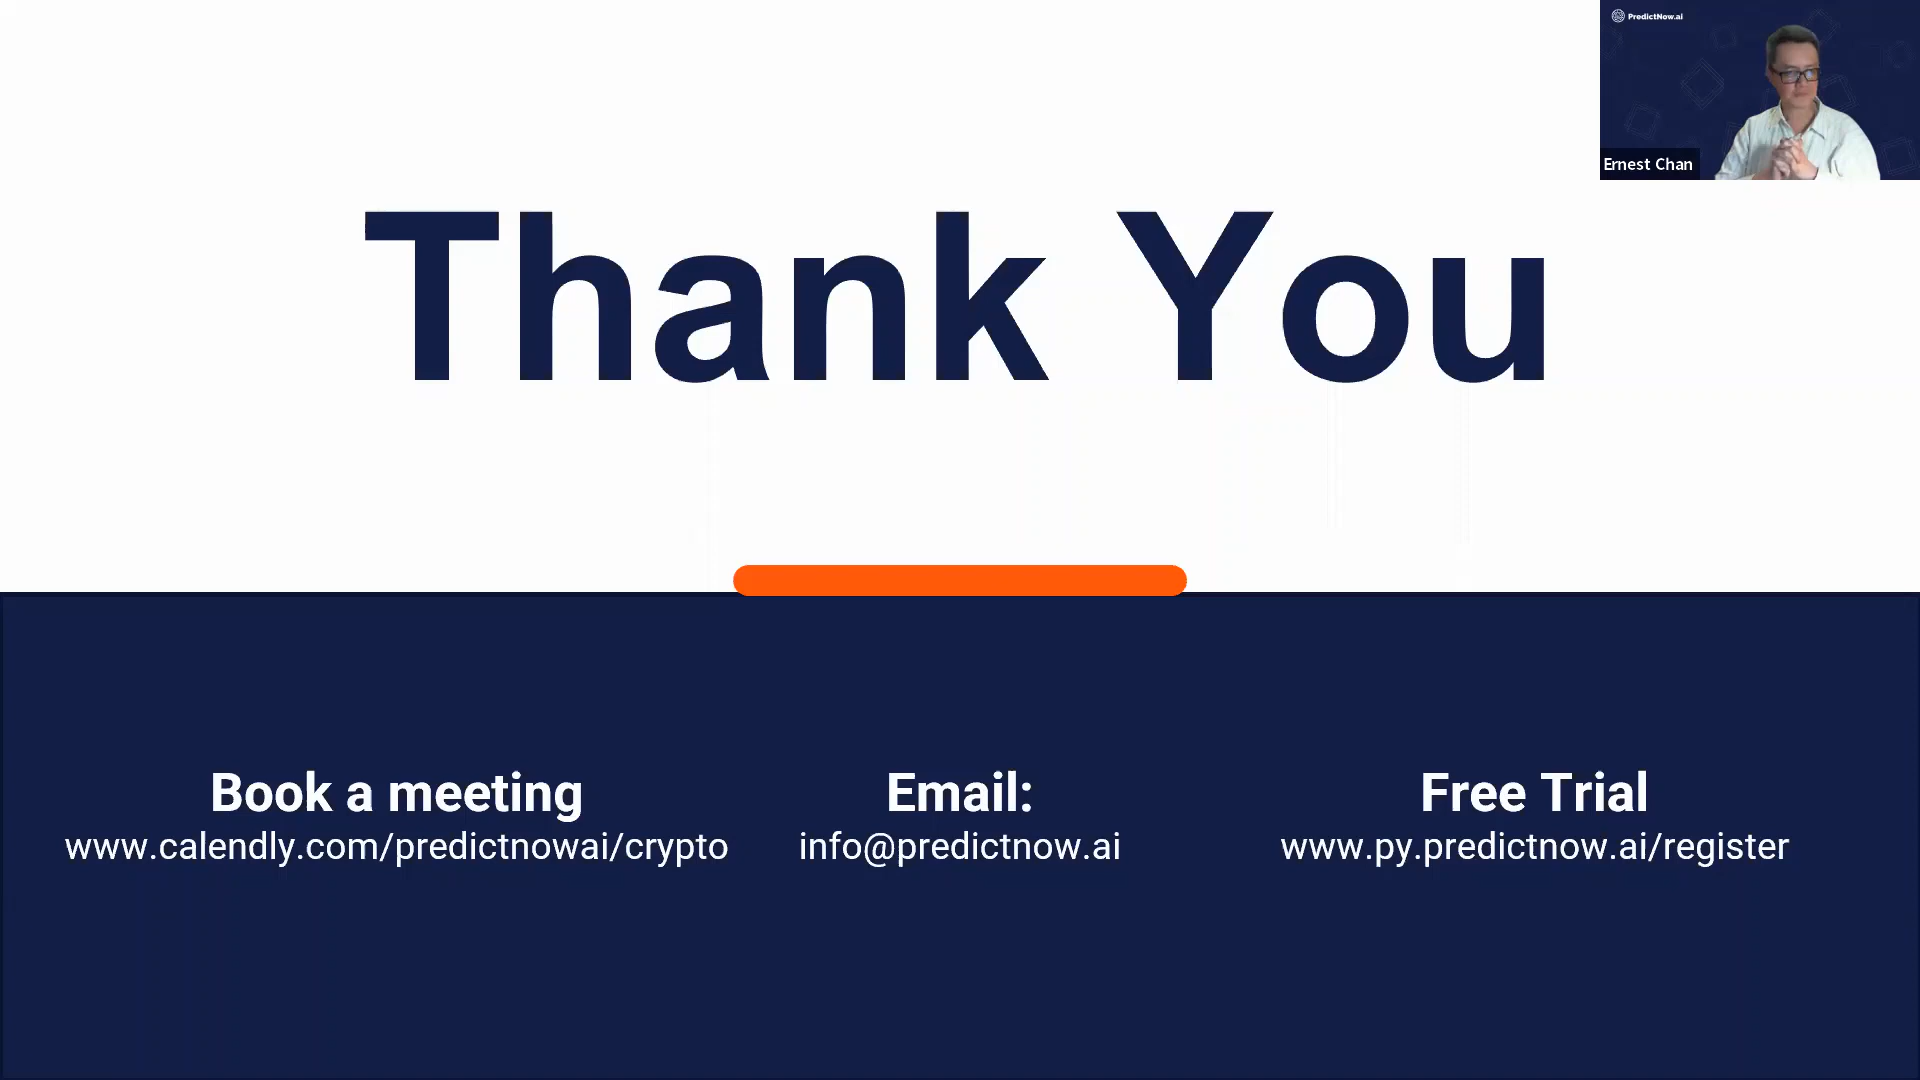 PredictNow.ai
Ernest Chan
Thank You
Book a meeting
www.calendly.com/predictnowai/crypto
Email:
info@predictnow.ai
Free Trial
www.py.predictnow.ai/register